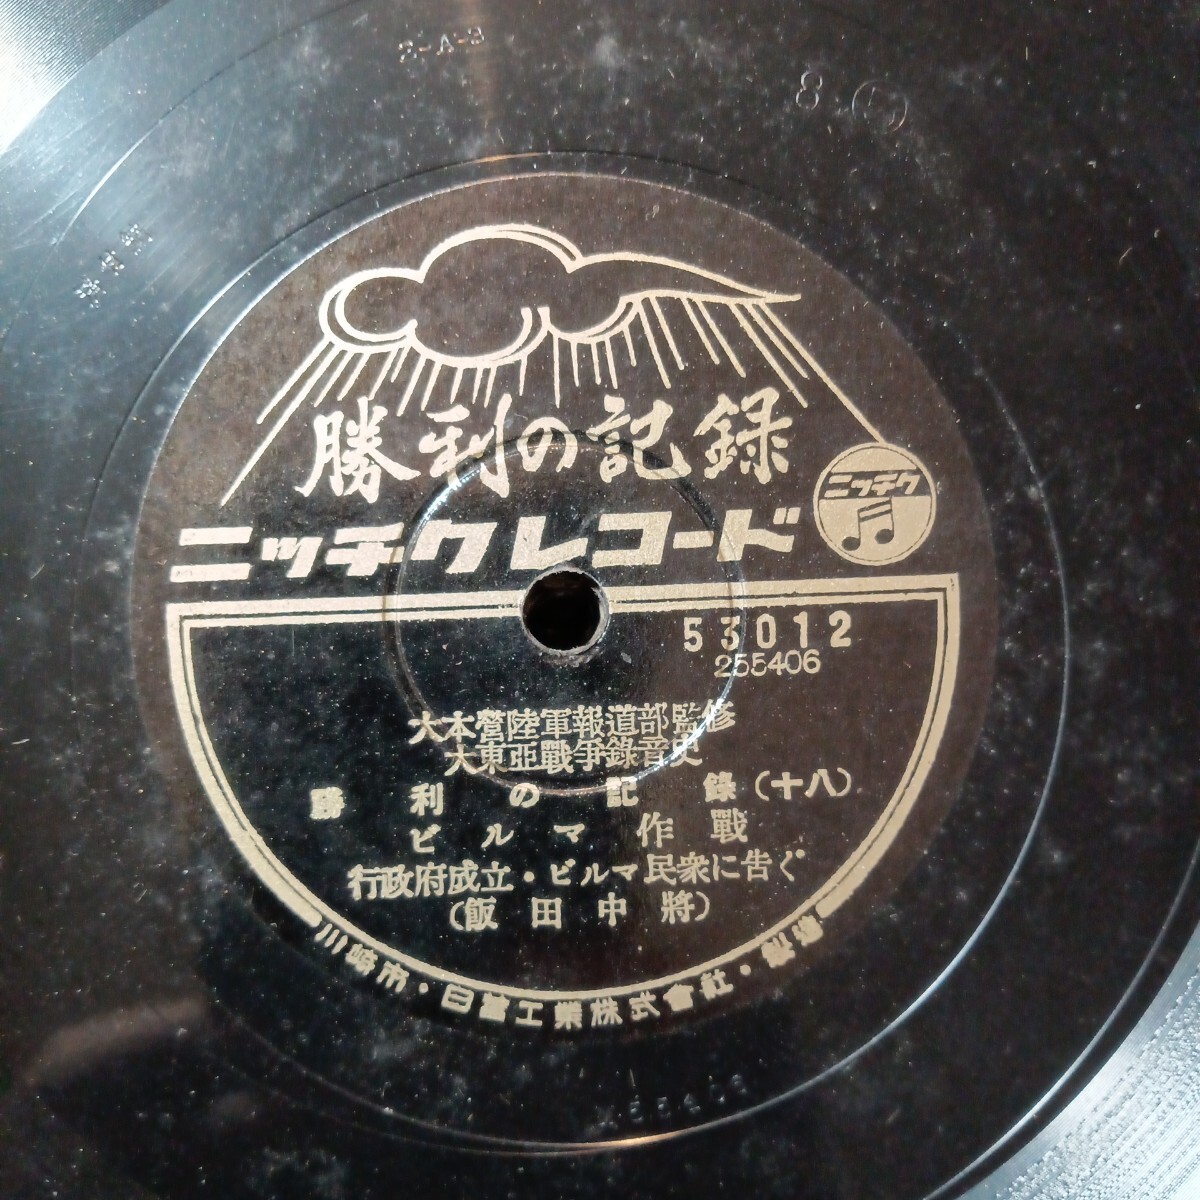 2-A-3
8
勝利の記録
ニッチクレコード
ニッチク
53012
255406
大本營陸軍報道部監修
大東亞戰爭錄音史
勝利の記錄(十八)
ビルマ作戰
行政府成立・ビルマ民衆に告ぐ
(飯田中將)
川崎市・日蓄工業株式會社・製造